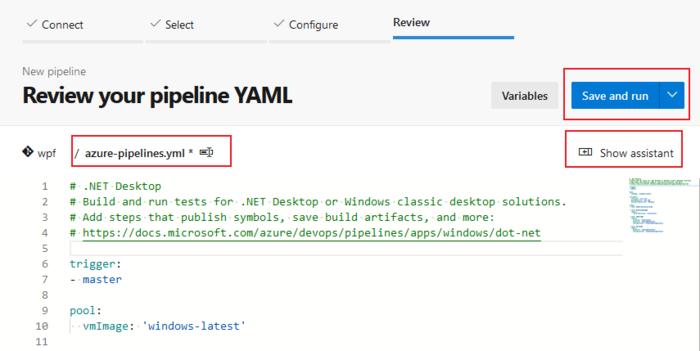 Connect
Select
Configure
Review
New pipeline
Review your pipeline YAML
Variables
Save and run
wpf / azure-pipelines.yml *
Show assistant
1 # .NET Desktop
2 # Build and run tests for .NET Desktop or Windows classic desktop solutions.
3 # Add steps that publish symbols, save build artifacts, and more:
4 # https://docs.microsoft.com/azure/devops/pipelines/apps/windows/dot-net
5
6 trigger:
7 - master
8
9 pool:
10   vmImage: 'windows-latest'
11